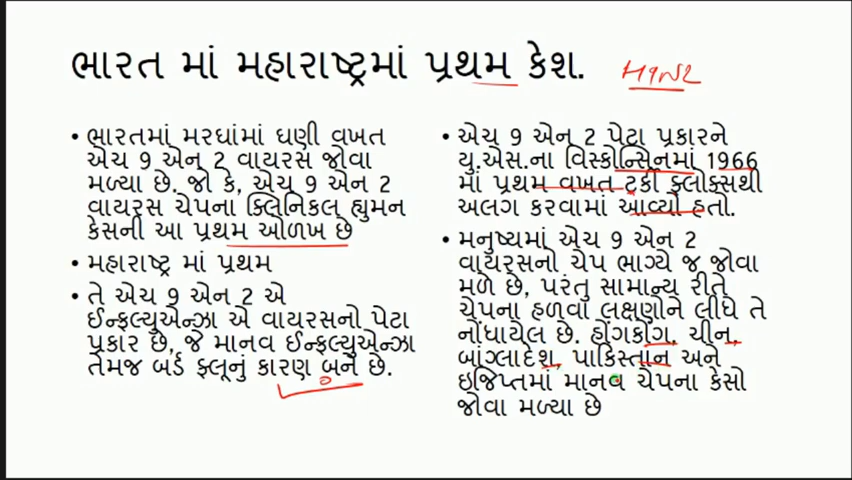 ભારત માં મહારાષ્ટ્રમાં પ્રથમ કેશ.
H9N2
• ભારતમાં મરઘાંમાં ઘણી વખત
એચ 9 એન 2 વાયરસ જોવા
મળ્યા છે. જો કે, એચ 9 એન 2
વાયરસ ચેપના ક્લિનિકલ હ્યુમન
કેસની આ પ્રથમ ઓળખ છે
• મહારાષ્ટ્ર માં પ્રથમ
• તે એચ 9 એન 2 એ
ઈન્ફલ્યુએન્ઝા એ વાયરસનો પેટા
પ્રકાર છે, જે માનવ ઈન્ફલ્યુએન્ઝા
તેમજ બર્ડ ફ્લૂનું કારણ બને છે.
• એચ 9 એન 2 પેટા પ્રકારને
યુ.એસ.ના વિસ્કોન્સિનમાં 1966
માં પ્રથમ વખત ટર્કી ફ્લોક્સથી
અલગ કરવામાં આવ્યો હતો.
• મનુષ્યમાં એચ 9 એન 2
વાયરસનો ચેપ ભાગ્યે જ જોવા
મળે છે, પરંતુ સામાન્ય રીતે
ચેપના હળવા લક્ષણોને લીધે તે
નોંધાયેલ છે. હોંગકોંગ, ચીન,
બાંગ્લાદેશ, પાકિસ્તાન અને
ઇજિપ્તમાં માનવ ચેપના કેસો
જોવા મળ્યા છે